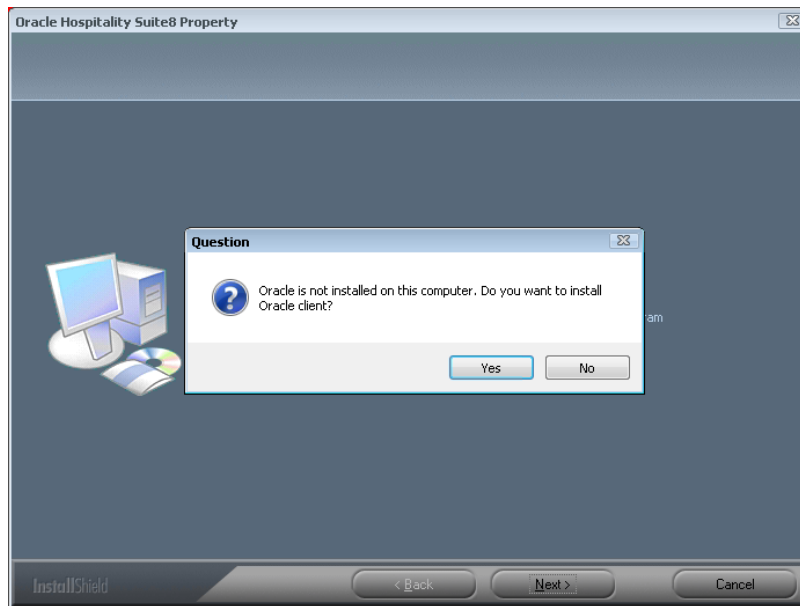 Oracle Hospitality Suite8 Property
Question
Oracle is not installed on this computer. Do you want to install
Oracle client?
am
Yes
No
InstallShield
< Back
Next >
Cancel